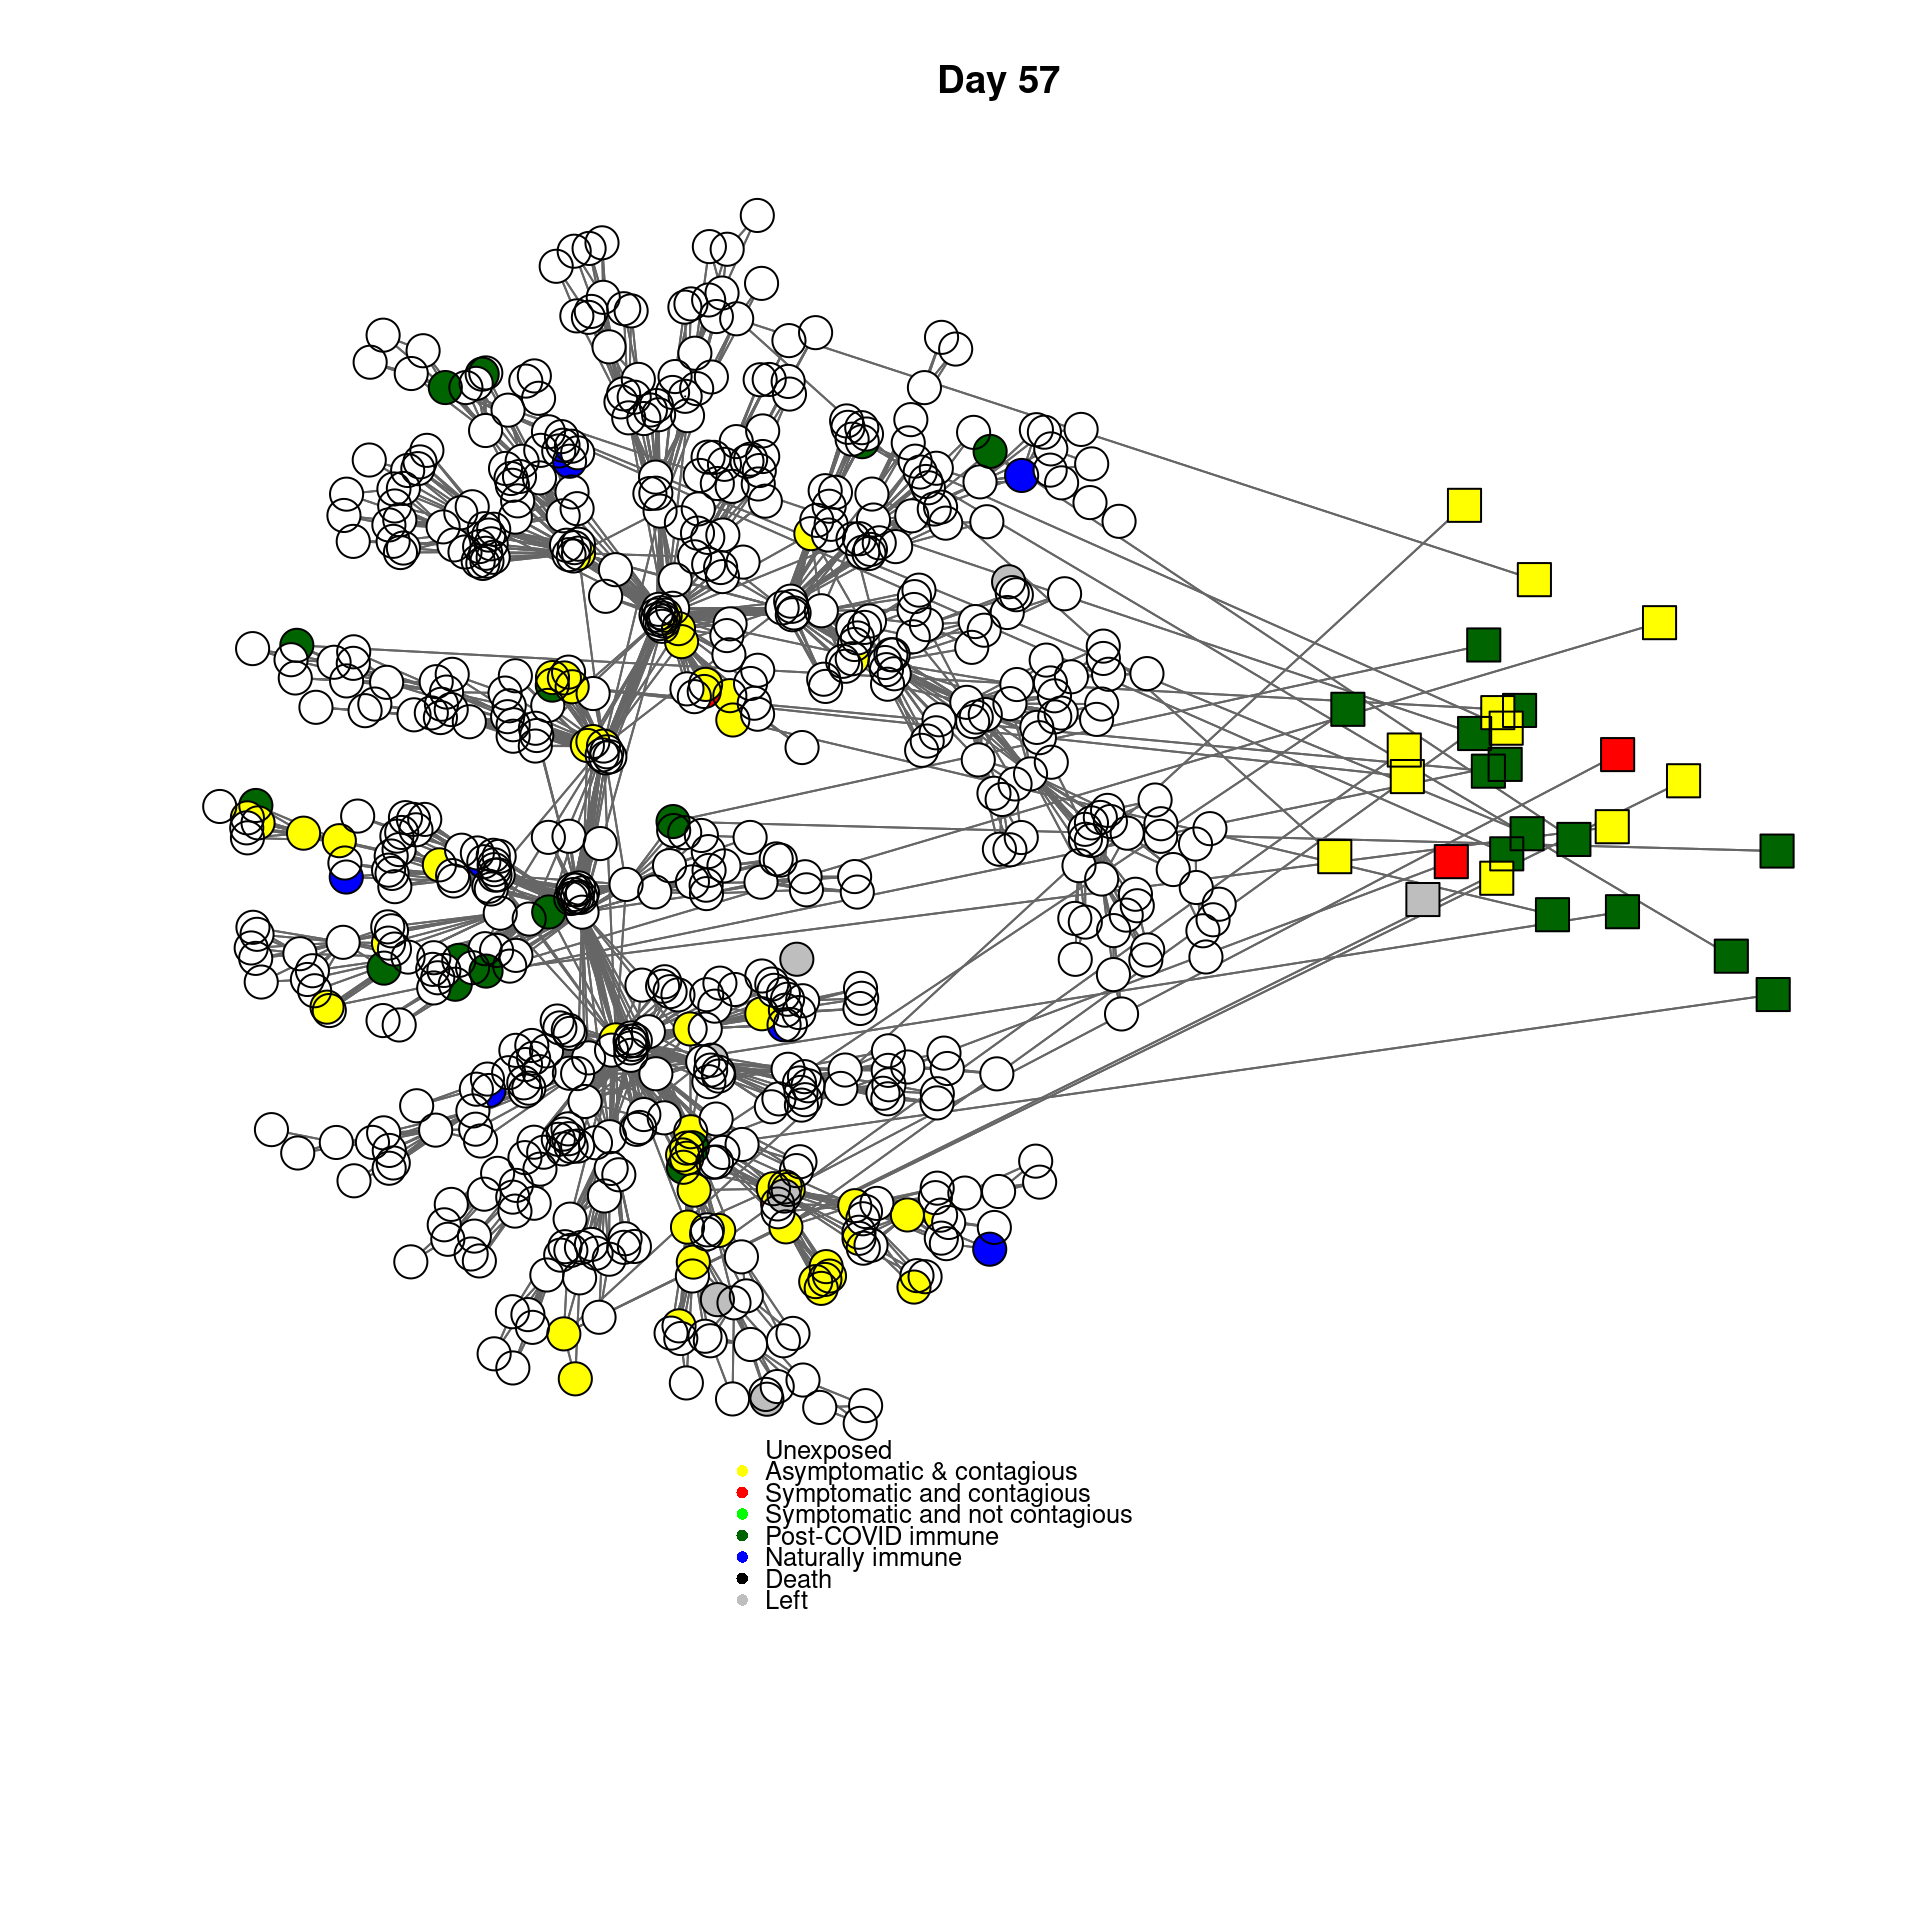 Day 57
Unexposed
Asymptomatic & contagious
Symptomatic and contagious
Symptomatic and not contagious
Post-COVID immune
Naturally immune
Death
Left